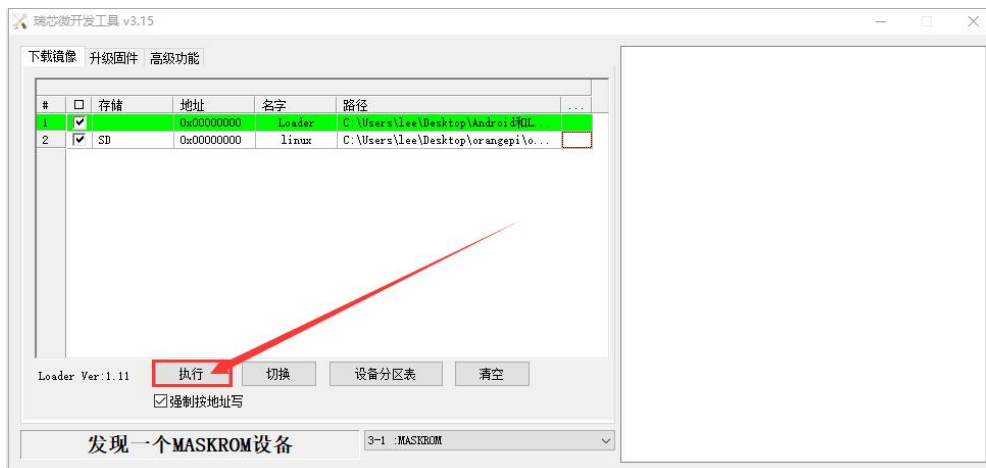 瑞芯微开发工具 v3.15
下载镜像 升级固件 高级功能
# 存储 地址 名字 路径 ...
1 0x00000000 Loader C:\Users\lee\Desktop\Android和L...
2 SD 0x00000000 linux C:\Users\lee\Desktop\orangepi\o...
Loader Ver:1.11 执行 切换 设备分区表 清空
强制按地址写
发现一个MASKROM设备 3-1 :MASKROM